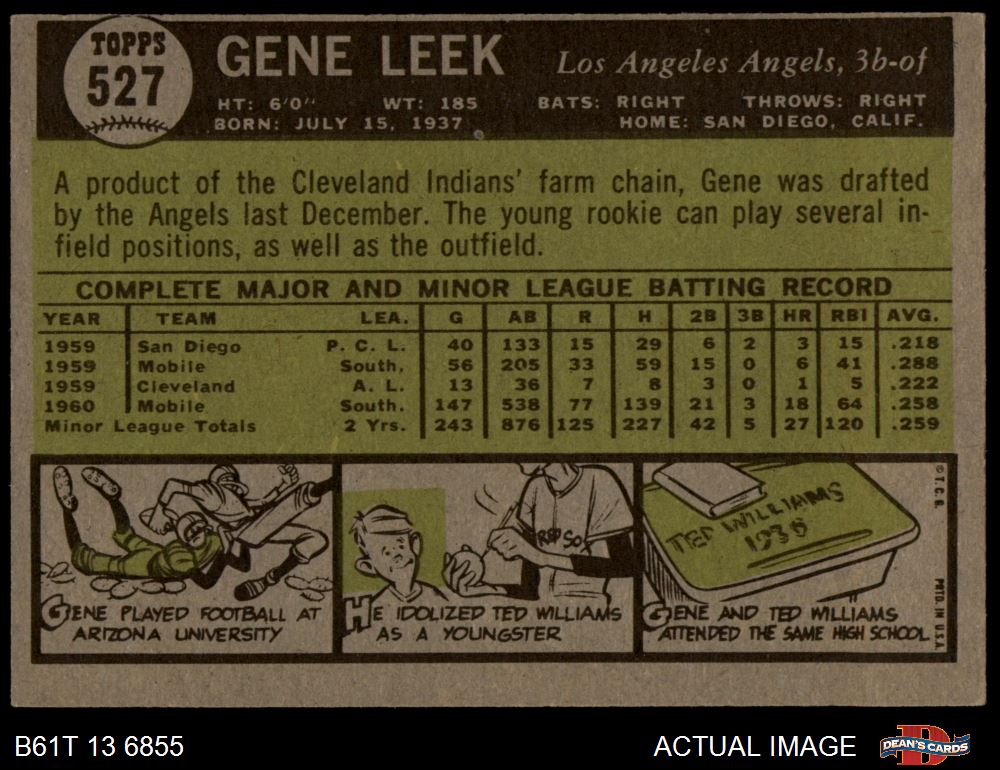 TOPPS
527
GENE LEEK
Los Angeles Angels, 3b-of
HT: 6'0" WT: 185 BATS: RIGHT THROWS: RIGHT
BORN: JULY 15, 1937 HOME: SAN DIEGO, CALIF.
A product of the Cleveland Indians' farm chain, Gene was drafted
by the Angels last December. The young rookie can play several in-
field positions, as well as the outfield.
COMPLETE MAJOR AND MINOR LEAGUE BATTING RECORD
YEAR TEAM LEA. G AB R H 2B 3B HR RBI AVG.
1959 San Diego P. C. L. 40 133 15 29 6 2 3 15 .218
1959 Mobile South. 56 205 33 59 15 0 6 41 .288
1959 Cleveland A. L. 13 36 7 8 3 0 1 5 .222
1960 Mobile South. 147 538 77 139 21 3 18 64 .258
Minor League Totals 2 Yrs. 243 876 125 227 42 5 27 120 .259
GENE PLAYED FOOTBALL AT
ARIZONA UNIVERSITY
RED SO
HE IDOLIZED TED WILLIAMS
AS A YOUNGSTER
TED WILLIAMS
1936
GENE AND TED WILLIAMS
ATTENDED THE SAME HIGH SCHOOL
© T. C. G.
PRTD. IN U.S.A.
B61T 13 6855
ACTUAL IMAGE
D
DEAN'S CARDS